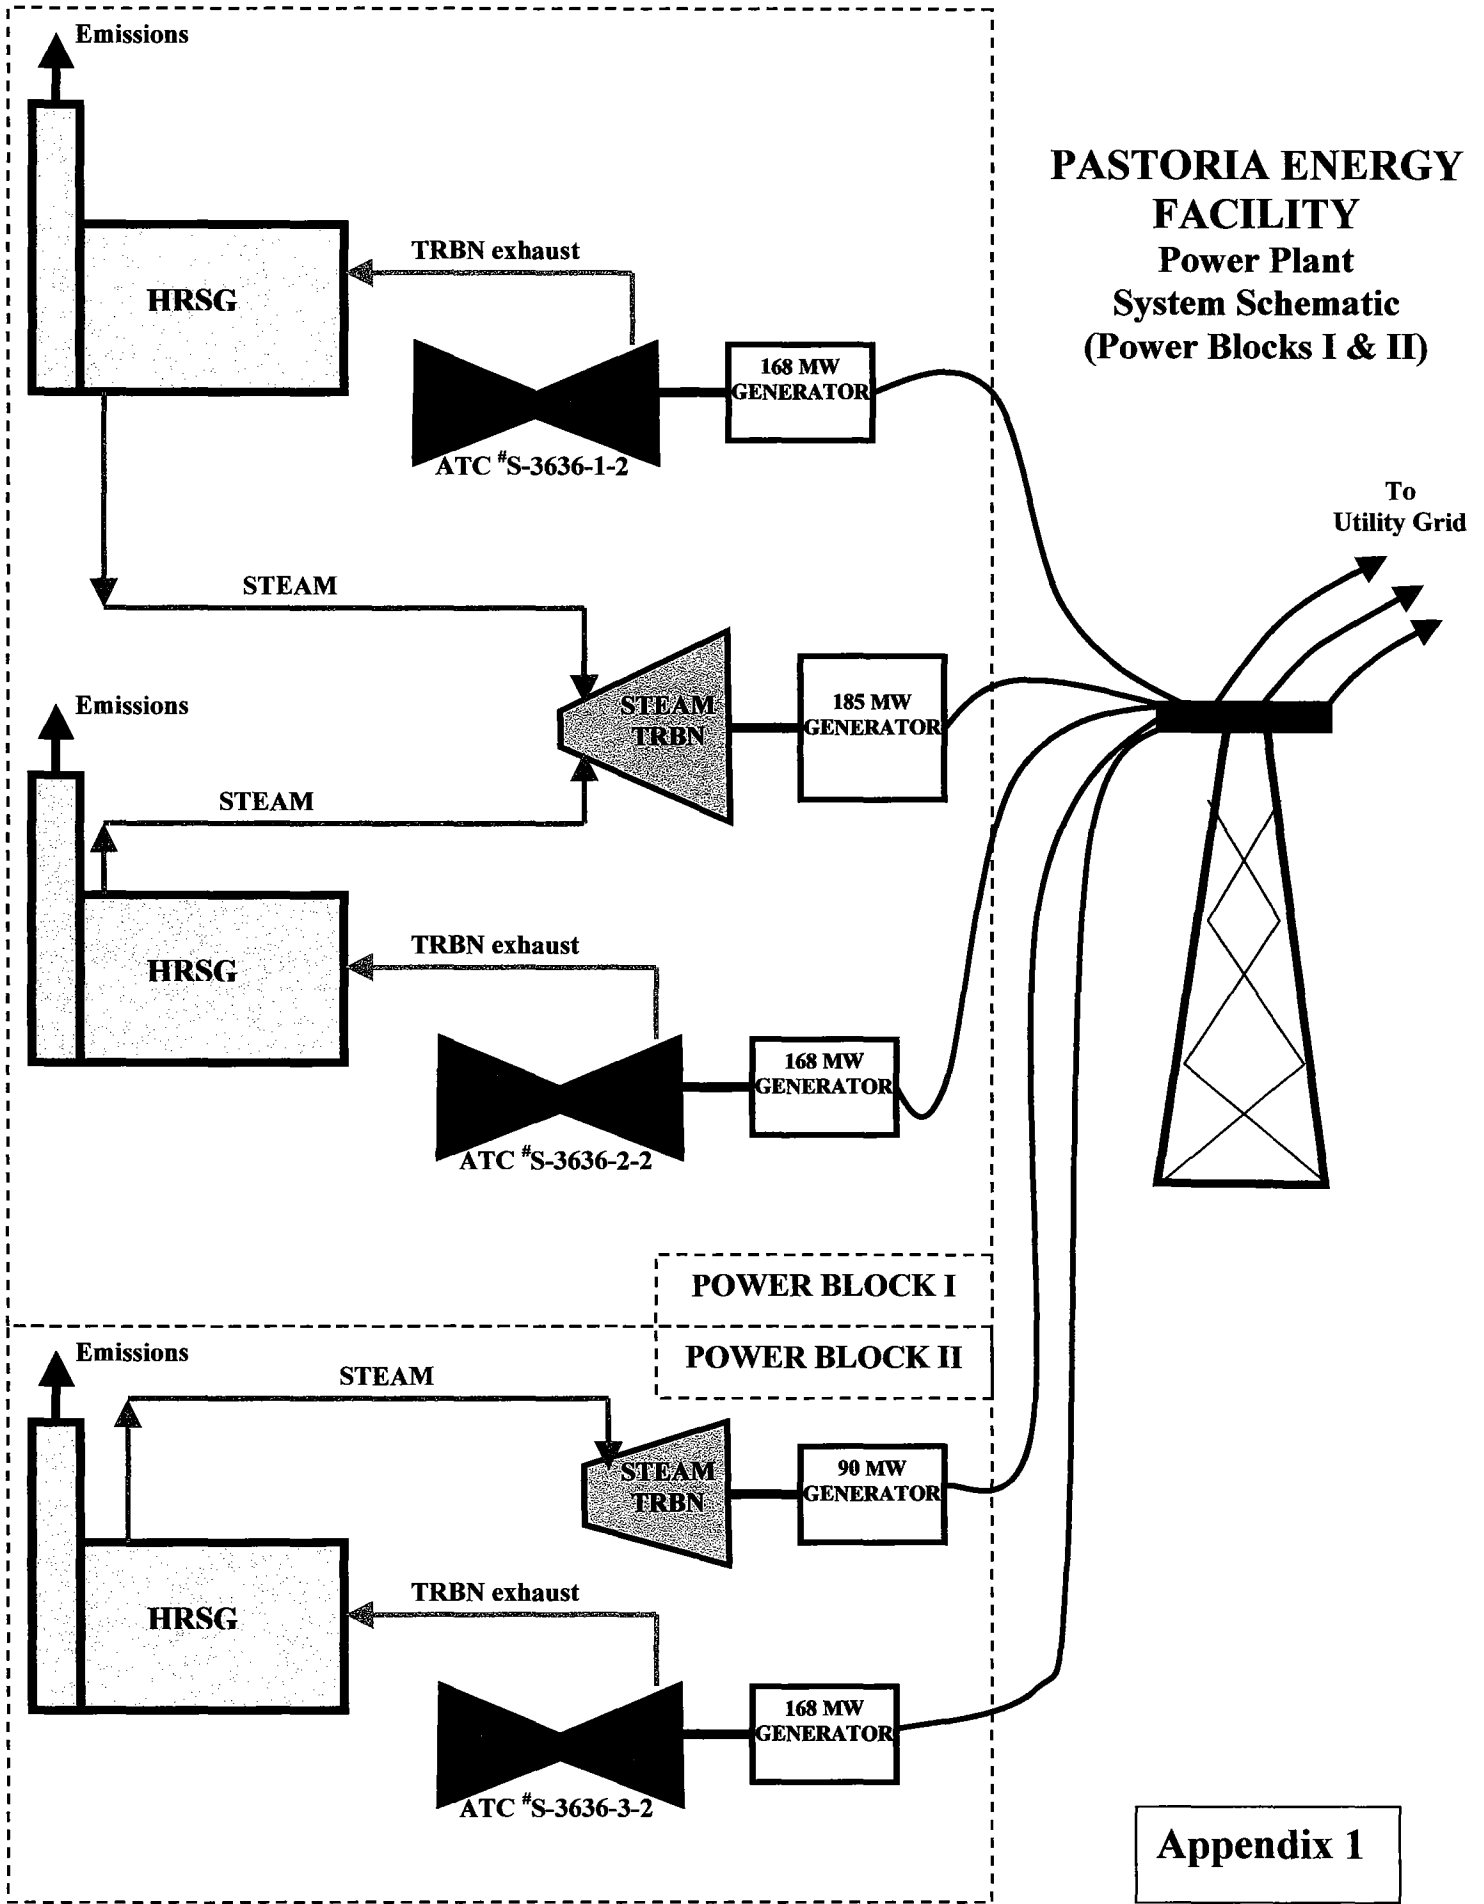 Emissions
PASTORIA ENERGY
FACILITY
Power Plant
System Schematic
(Power Blocks I & II)
TRBN exhaust
HRSG
168 MW
GENERATOR
ATC #S-3636-1-2
To
Utility Grid
STEAM
Emissions
STEAM
TRBN
185 MW
GENERATOR
STEAM
TRBN exhaust
HRSG
168 MW
GENERATOR
ATC #S-3636-2-2
POWER BLOCK I
POWER BLOCK II
Emissions
STEAM
STEAM
TRBN
90 MW
GENERATOR
TRBN exhaust
HRSG
168 MW
GENERATOR
ATC #S-3636-3-2
Appendix 1